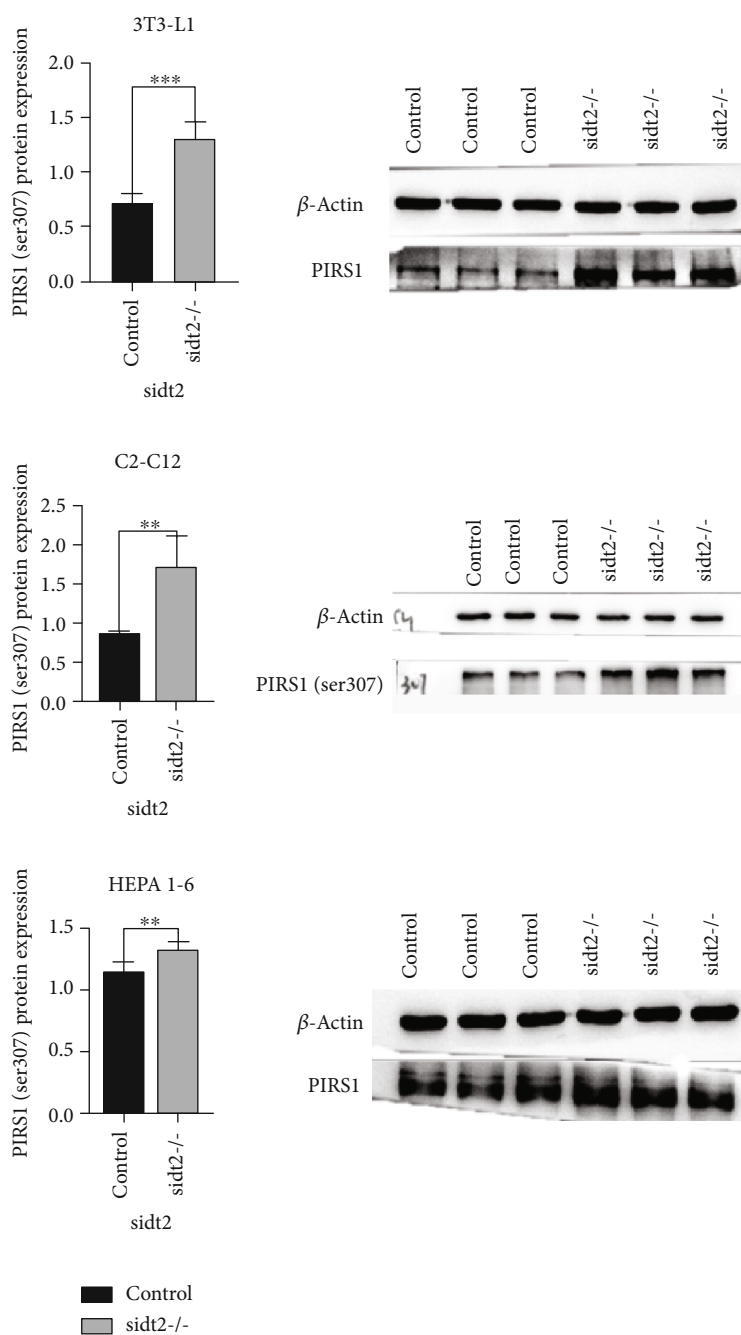 3T3-L1
PIRS1 (ser307) protein expression
2.0
1.5
1.0
0.5
0.0
***
Control
sidt2-/-
sidt2
Control
Control
Control
sidt2-/-
sidt2-/-
sidt2-/-
β-Actin
PIRS1
C2-C12
PIRS1 (ser307) protein expression
2.5
2.0
1.5
1.0
0.5
0.0
**
Control
sidt2-/-
sidt2
Control
Control
Control
sidt2-/-
sidt2-/-
sidt2-/-
β-Actin
PIRS1 (ser307)
307
HEPA 1-6
PIRS1 (ser307) protein expression
1.5
1.0
0.5
0.0
**
Control
sidt2-/-
sidt2
Control
Control
Control
sidt2-/-
sidt2-/-
sidt2-/-
β-Actin
PIRS1
Control
sidt2-/-